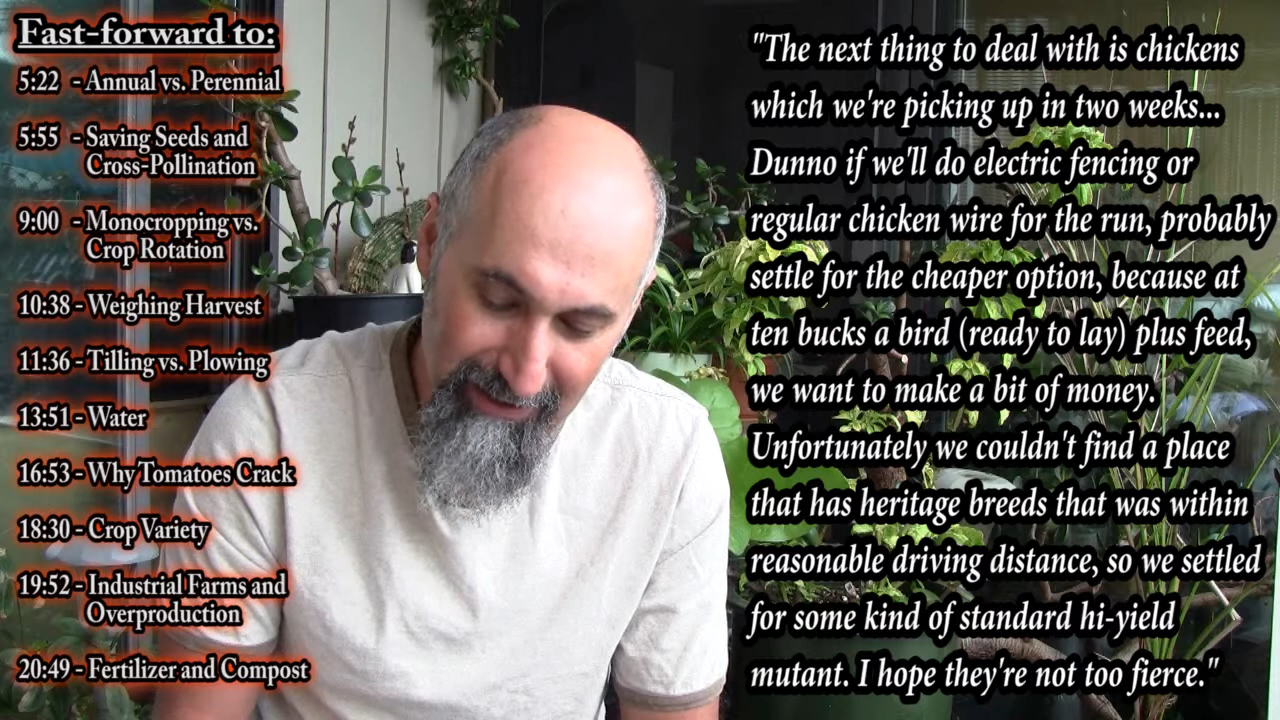 Fast-forward to:
5:22 - Annual vs. Perennial
5:55 - Saving Seeds and
Cross-Pollination
9:00 - Monocropping vs.
Crop Rotation
10:38 - Weighing Harvest
11:36 - Tilling vs. Plowing
13:51 - Water
16:53 - Why Tomatoes Crack
18:30 - Crop Variety
19:52 - Industrial Farms and
Overproduction
20:49 - Fertilizer and Compost
"The next thing to deal with is chickens
which we're picking up in two weeks...
Dunno if we'll do electric fencing or
regular chicken wire for the run, probably
settle for the cheaper option, because at
ten bucks a bird (ready to lay) plus feed,
we want to make a bit of money.
Unfortunately we couldn't find a place
that has heritage breeds that was within
reasonable driving distance, so we settled
for some kind of standard hi-yield
mutant. I hope they're not too fierce."